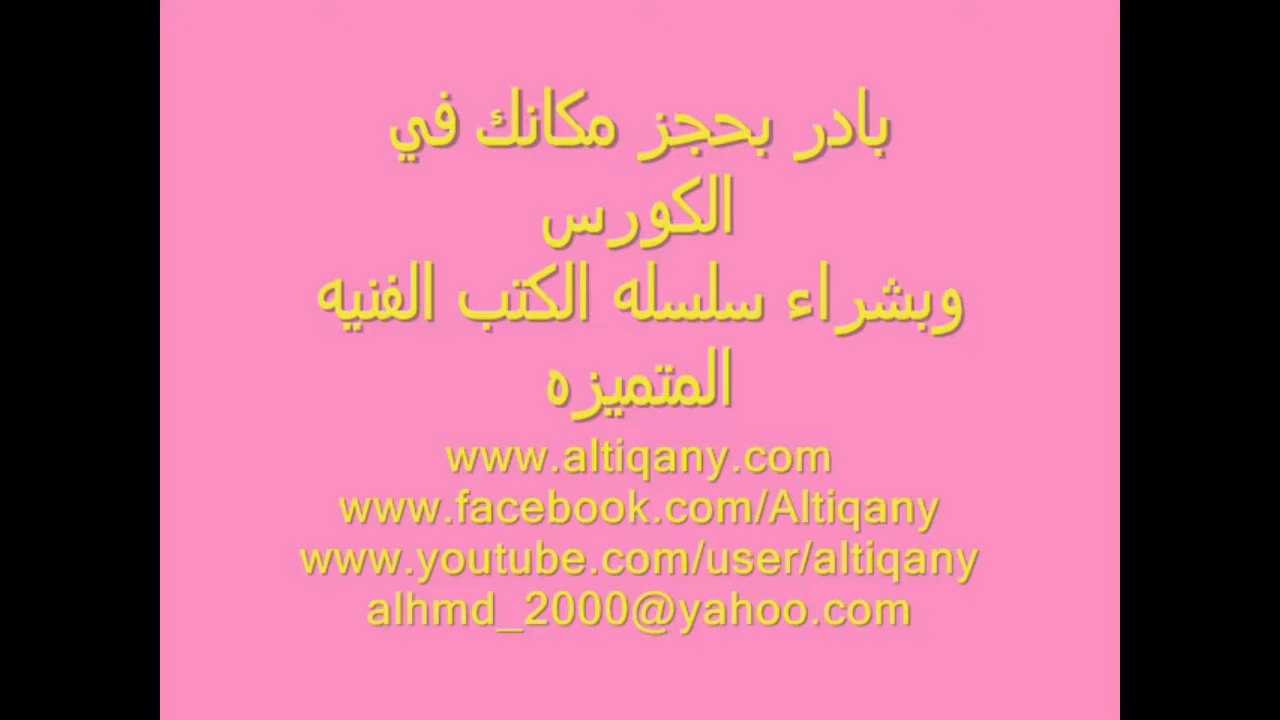 بادر بحجز مكانك في
الكورس
وبشراء سلسله الكتب الفنيه
المتميزه
www.altiqany.com
www.facebook.com/Altiqany
www.youtube.com/user/altiqany
alhmd_2000@yahoo.com